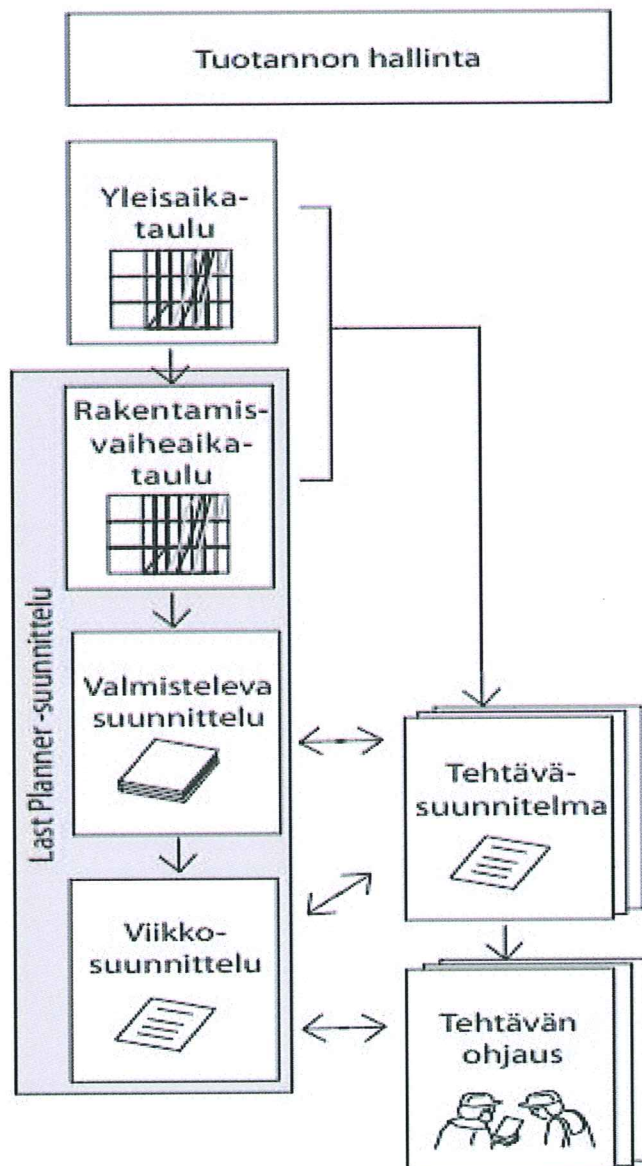 Tuotannon hallinta
Yleisaika-
taulu
Rakentamis-
vaiheaika-
taulu
Last Planner -suunnittelu
Valmisteleva
suunnittelu
Viikko-
suunnittelu
Tehtävä-
suunnitelma
Tehtävän
ohjaus